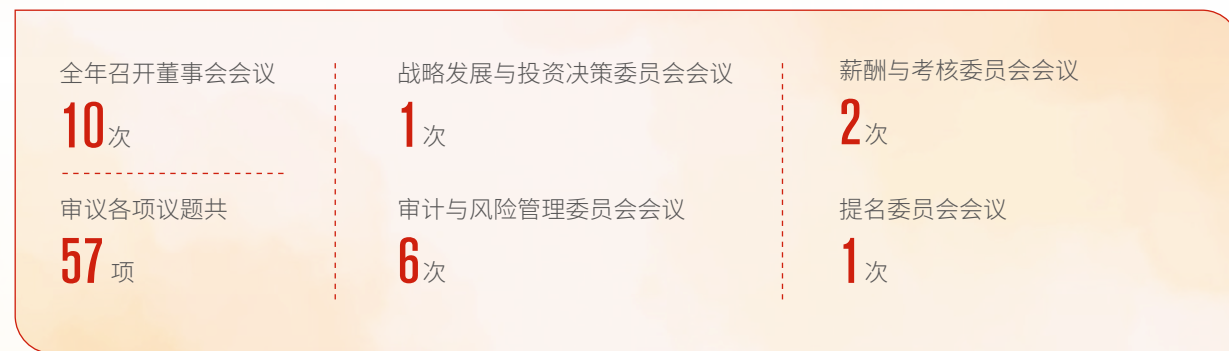 全年召开董事会会议
10次
审议各项议题共
57 项
战略发展与投资决策委员会会议
1 次
审计与风险管理委员会会议
6次
薪酬与考核委员会会议
2次
提名委员会会议
1 次